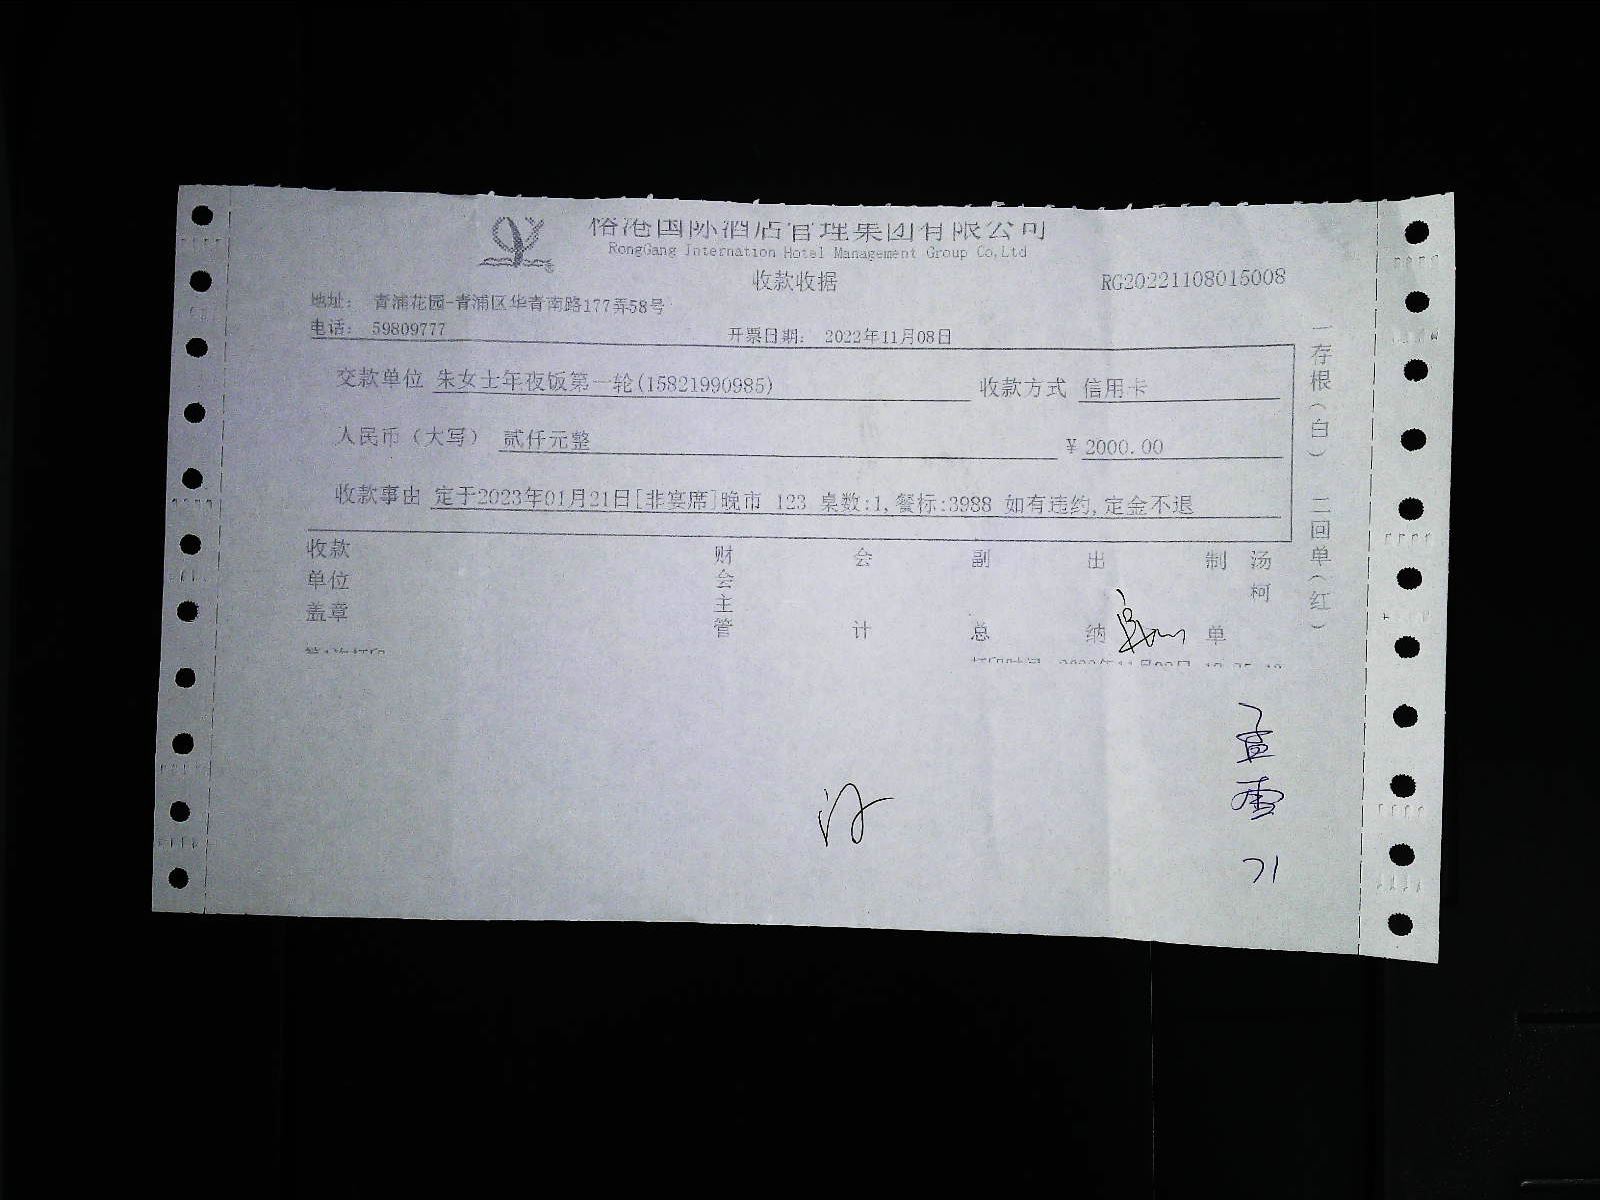 榕港国际酒店管理集团有限公司
RongGang International Hotel Management Group Co,Ltd
收款收据
RG20221108015008
地址： 青浦花园-青浦区华青南路177弄58号
电话： 59809777
开票日期： 2022年11月08日
交款单位 朱女士年夜饭第一轮(15821990985)
收款方式 信用卡
人民币（大写） 贰仟元整
¥ 2000.00
收款事由 定于2023年01月21日[非宴席]晚市 123 桌数:1,餐标:3988 如有违约,定金不退
收款单位盖章
财会主管
会计
副总
出纳
制单
汤柯
一存根（白） 二回单（红）